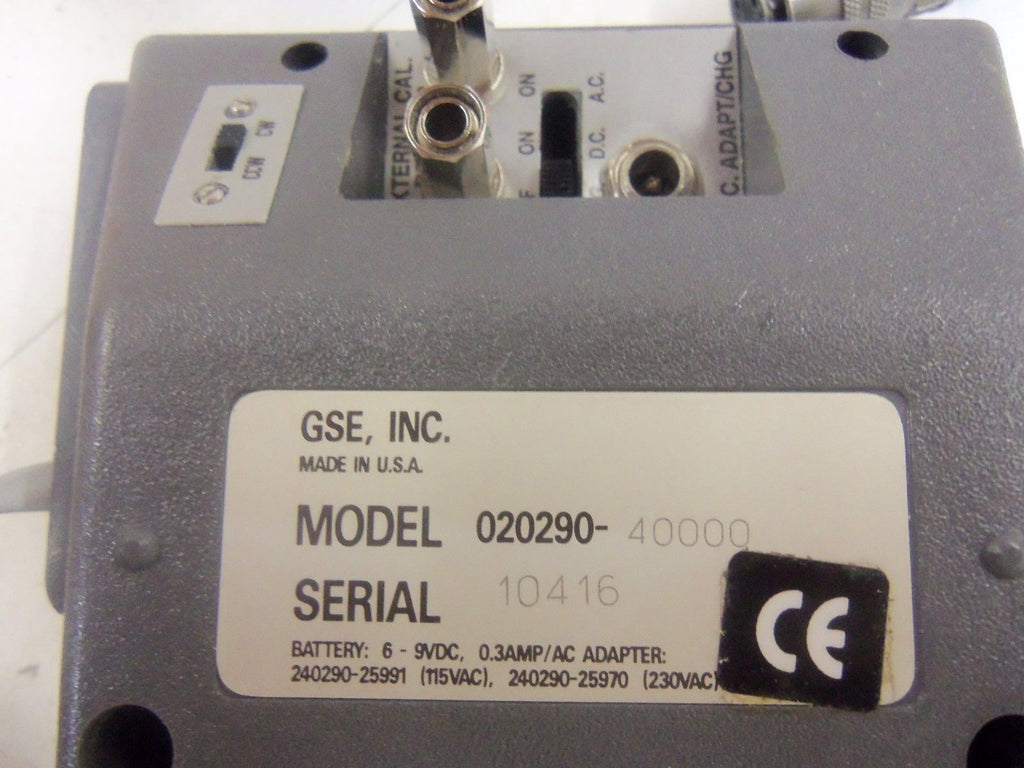 CCW CW
XTERNAL CAL.
F ON ON
D.C. A.C.
C. ADAPT/CHG
GSE, INC.
MADE IN U.S.A.
MODEL 020290- 40000
SERIAL 10416
BATTERY: 6 - 9VDC, 0.3AMP/AC ADAPTER:
240290-25991 (115VAC), 240290-25970 (230VAC)
CE